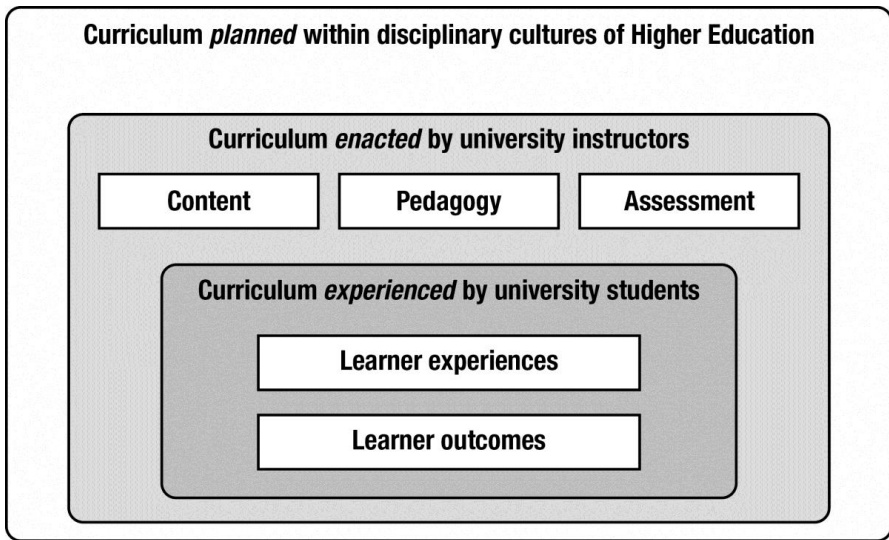 Curriculum planned within disciplinary cultures of Higher Education
Curriculum enacted by university instructors
Content
Pedagogy
Assessment
Curriculum experienced by university students
Learner experiences
Learner outcomes